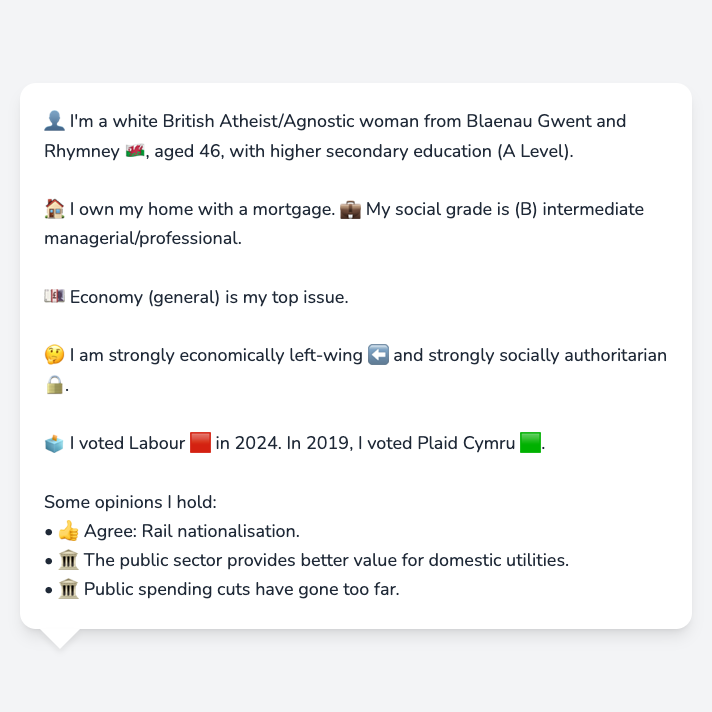 👤 I'm a white British Atheist/Agnostic woman from Blaenau Gwent and
Rhymney 🏴󠁧󠁢󠁷󠁬󠁳󠁿, aged 46, with higher secondary education (A Level).
🏠 I own my home with a mortgage. 💼 My social grade is (B) intermediate
managerial/professional.
💷 Economy (general) is my top issue.
🤔 I am strongly economically left-wing ⬅️ and strongly socially authoritarian
🔒.
🗳️ I voted Labour 🟥 in 2024. In 2019, I voted Plaid Cymru 🟩.
Some opinions I hold:
• 👍 Agree: Rail nationalisation.
• 🏛️ The public sector provides better value for domestic utilities.
• 🏛️ Public spending cuts have gone too far.